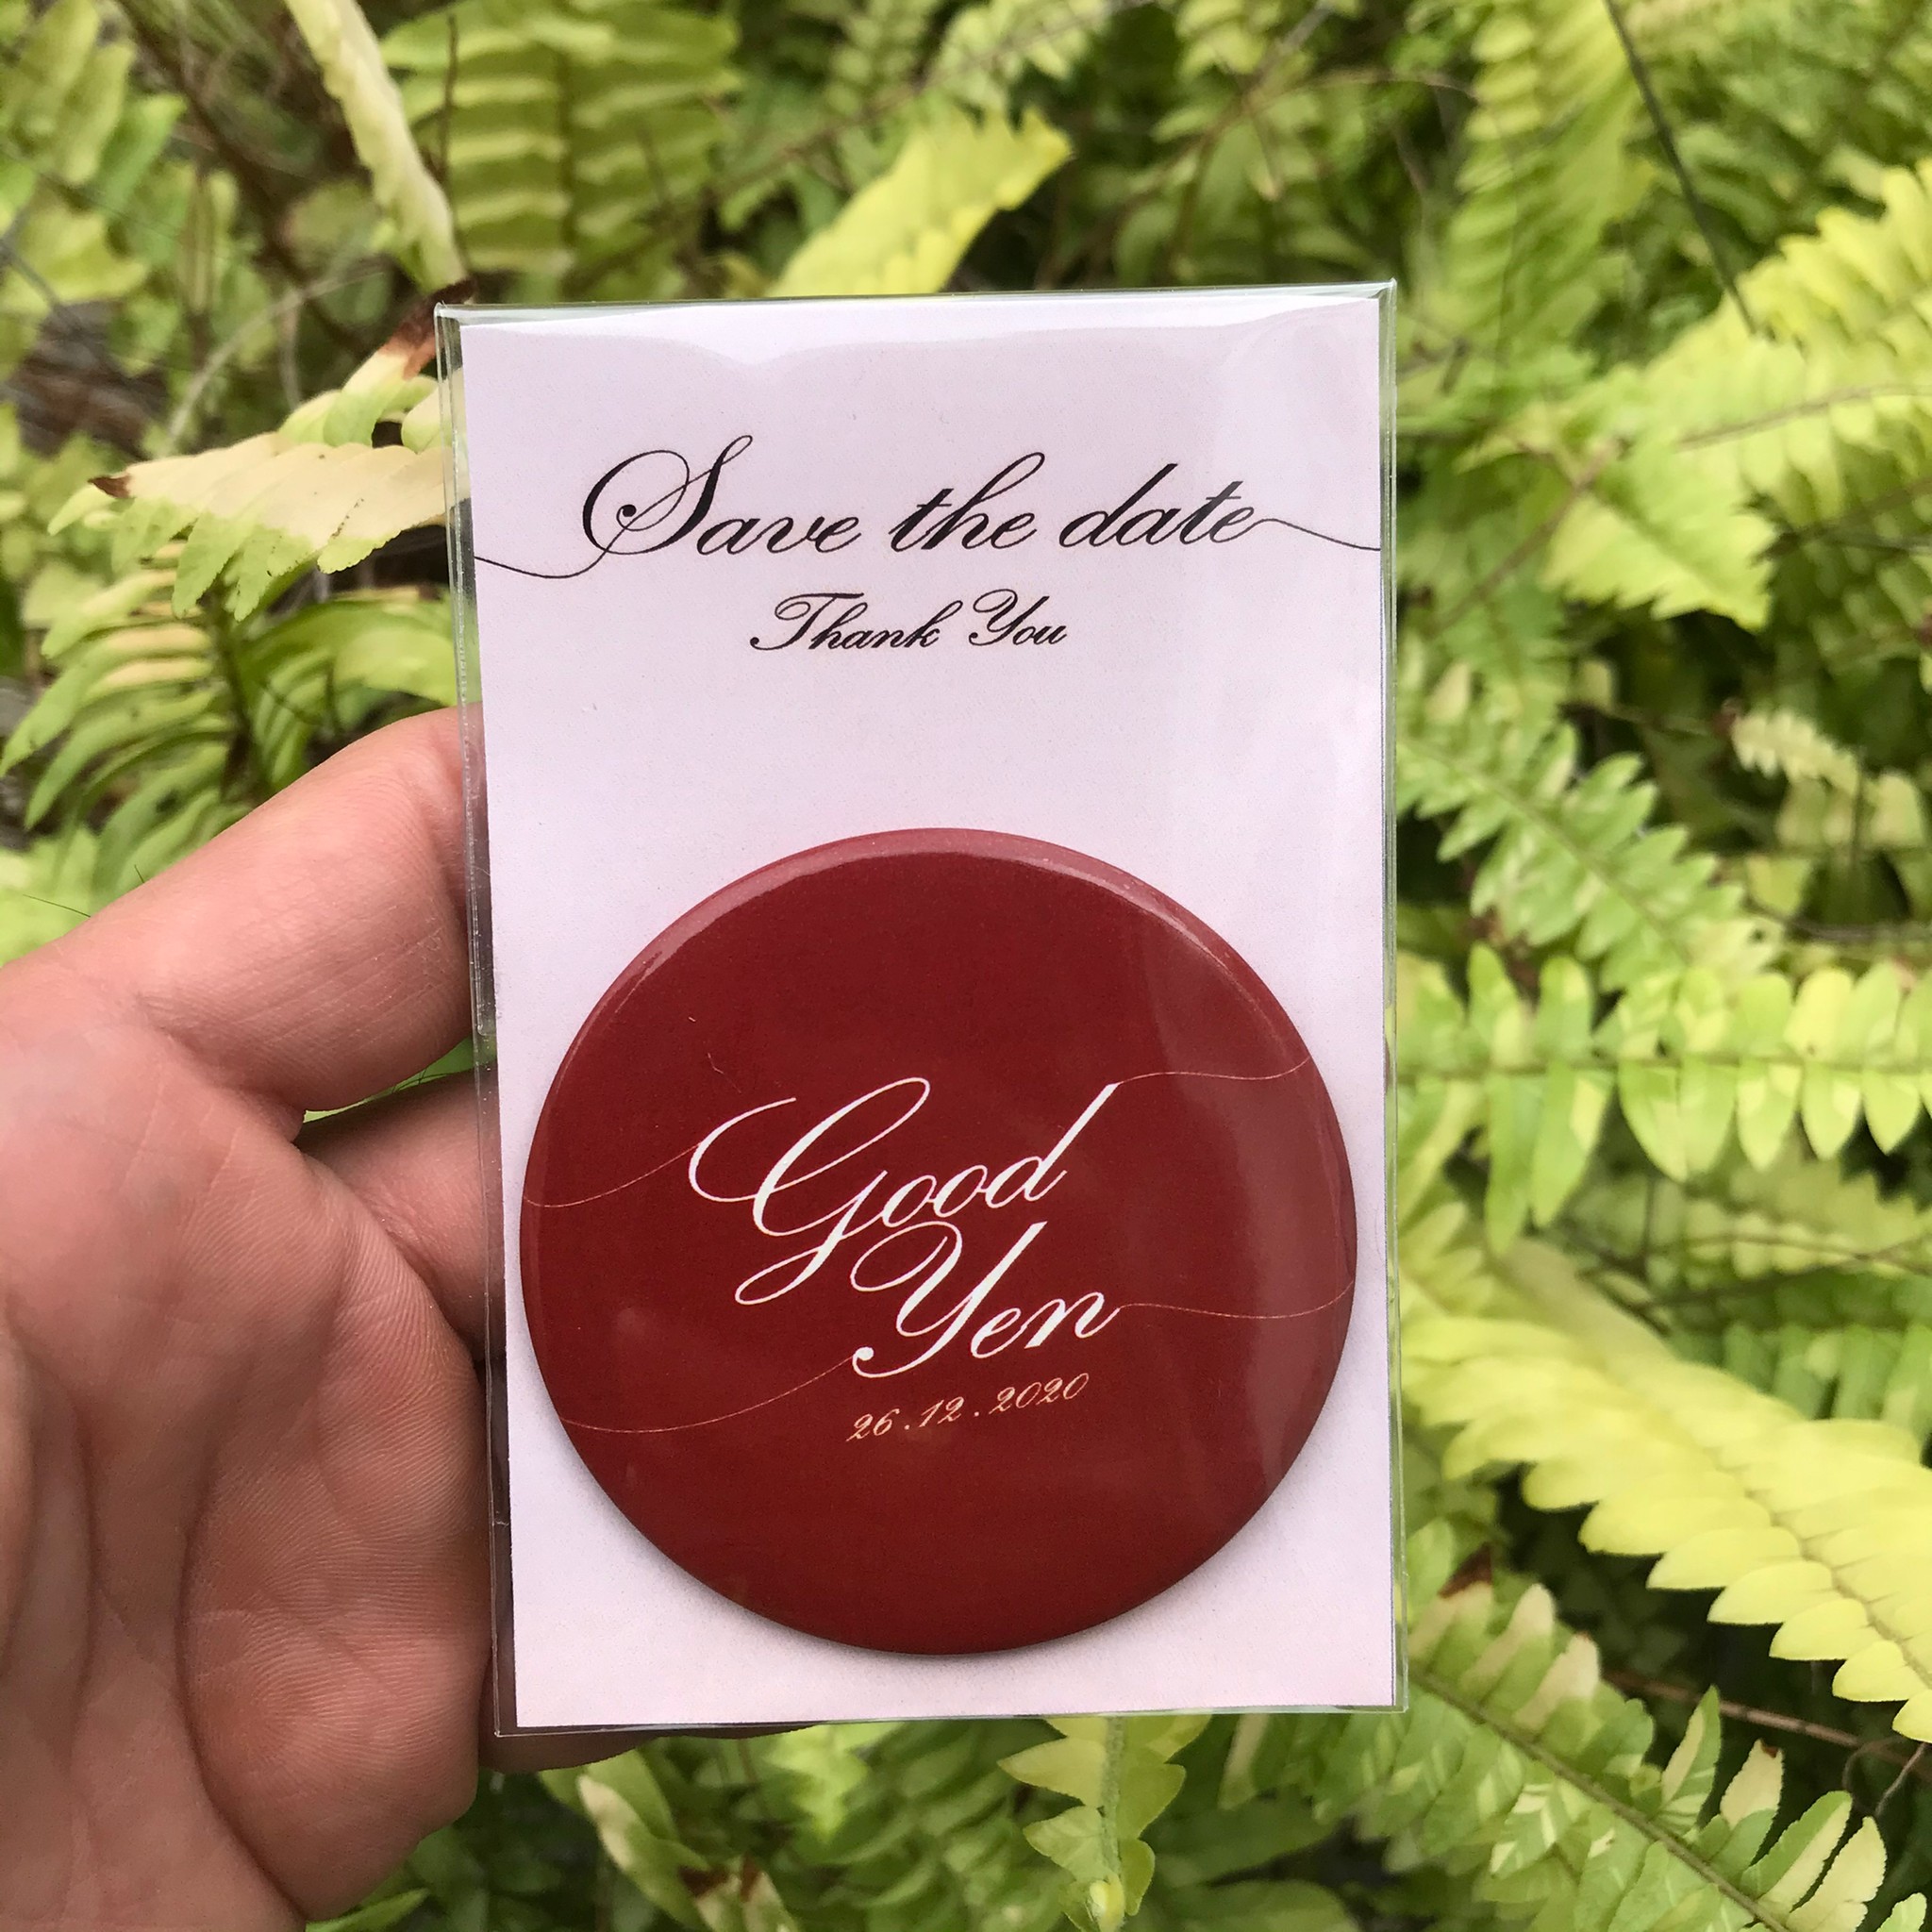 Save the date
Thank You
Good
Yen
26.12.2020